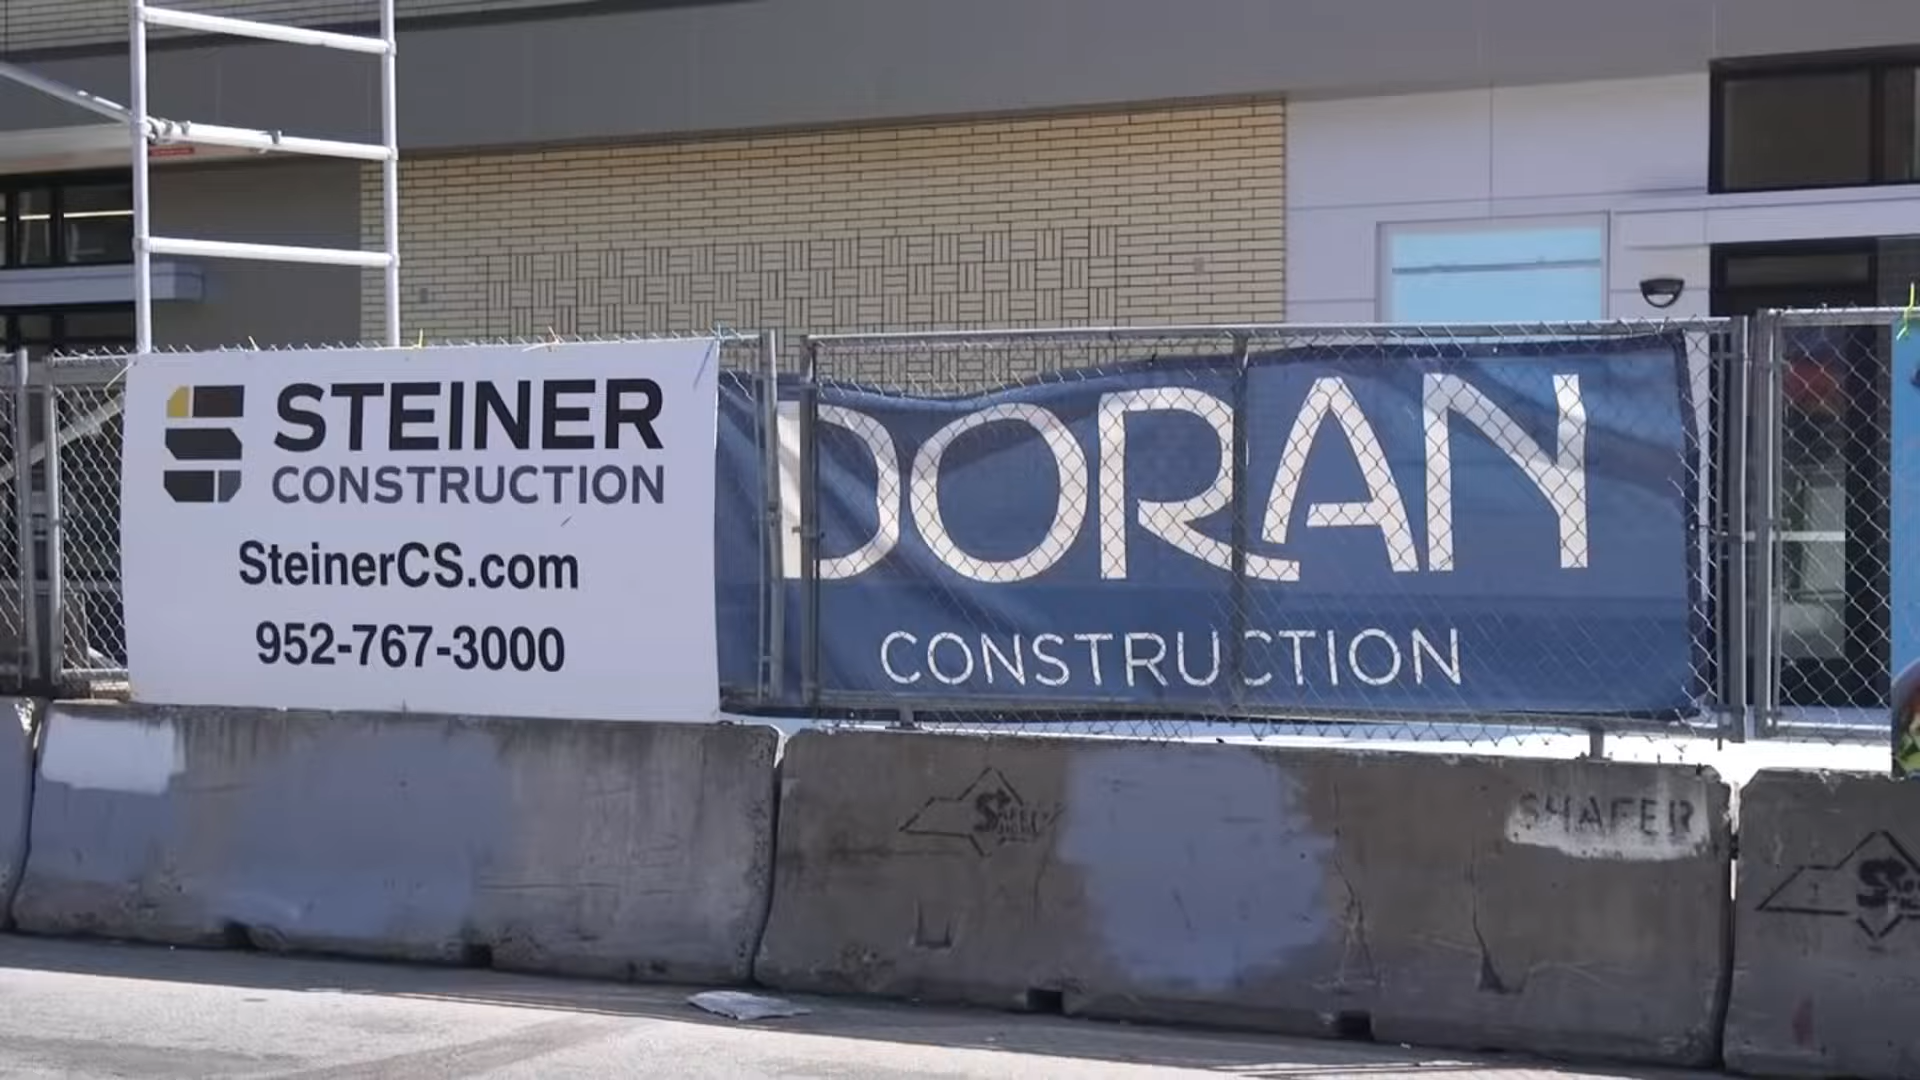 STEINER
CONSTRUCTION
SteinerCS.com
952-767-3000
DORAN
CONSTRUCTION
SHAFER